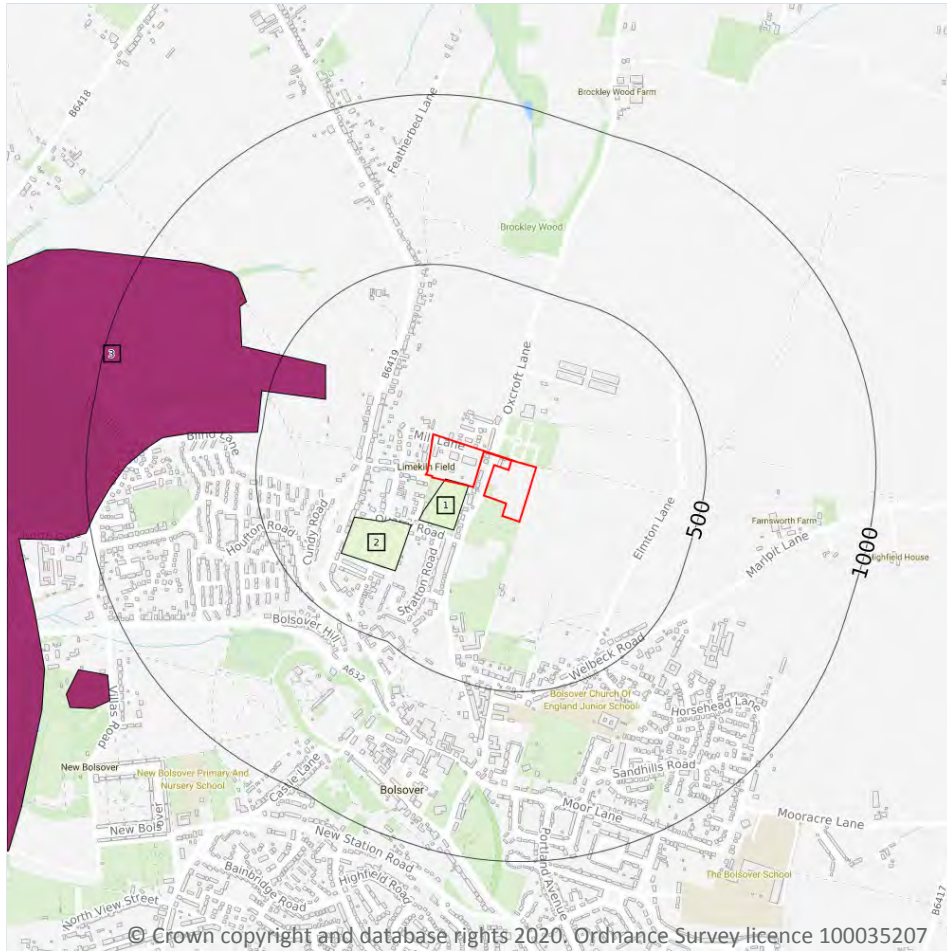 B6418
Featherbed Lane
Brockley Wood Farm
Brockley Wood
3
B6419
Oxcroft Lane
Mill Lane
Blind Lane
Limekiln Field
1
Houfton Road
Cundy Road
2
Road
Stratton Road
Elmton Lane
500
Farnsworth Farm
Marlpit Lane
1000
Highfield House
Bolsover Hill
A632
Welbeck Road
Villas Road
Bolsover Church Of
England Junior School
Horsehead Lane
New Bolsover
New Bolsover Primary And
Nursery School
Castle Lane
Bolsover
Sandhills Road
Moor Lane
Mooracre Lane
New Bolsover
New Station Road
Portland Avenue
Bainbridge Road
Highfield Road
The Bolsover School
North View Street
B6417
© Crown copyright and database rights 2020. Ordnance Survey licence 100035207